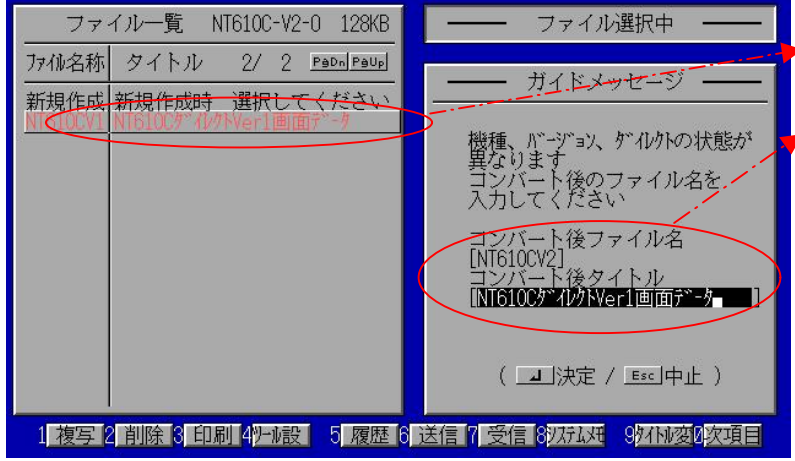 ファイル一覧 NT610C-V2-0 128KB
ファイル名称 タイトル 2/ 2 PgDn PgUp
新規作成 新規作成時 選択してください
NT610CV1 NT610CダイレクトVer1画面データ
ファイル選択中
ガイドメッセージ
機種、バージョン、ダイレクトの状態が
異なります
コンバート後のファイル名を
入力してください
コンバート後ファイル名
[NT610CV2]
コンバート後タイトル
[NT610CダイレクトVer1画面データ ]
( ↵ 決定 / Esc 中止 )
1 複写 2 削除 3 印刷 4 ツール設 5 履歴 6 送信 7 受信 8 システムメモ 9 タイトル変 0 次項目